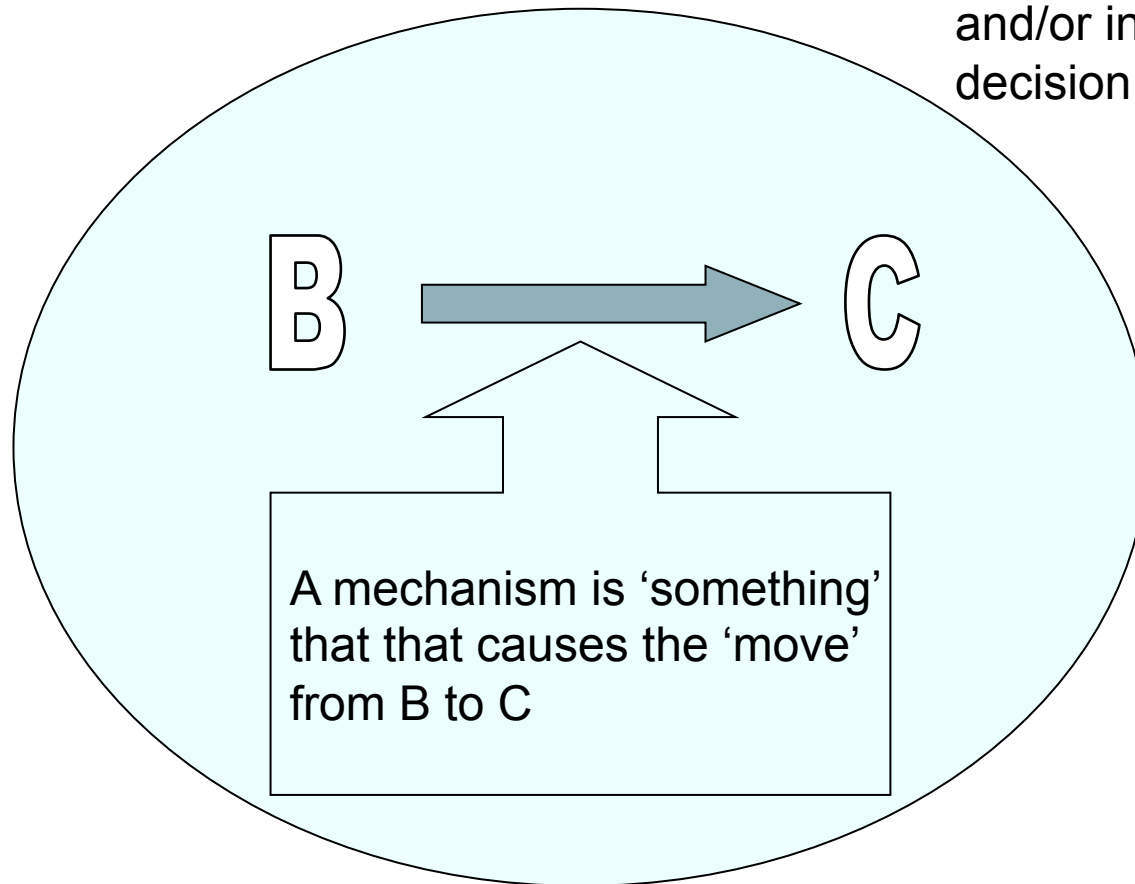 and/or in
decision
B
C
A mechanism is ‘something’
that that causes the ‘move’
from B to C